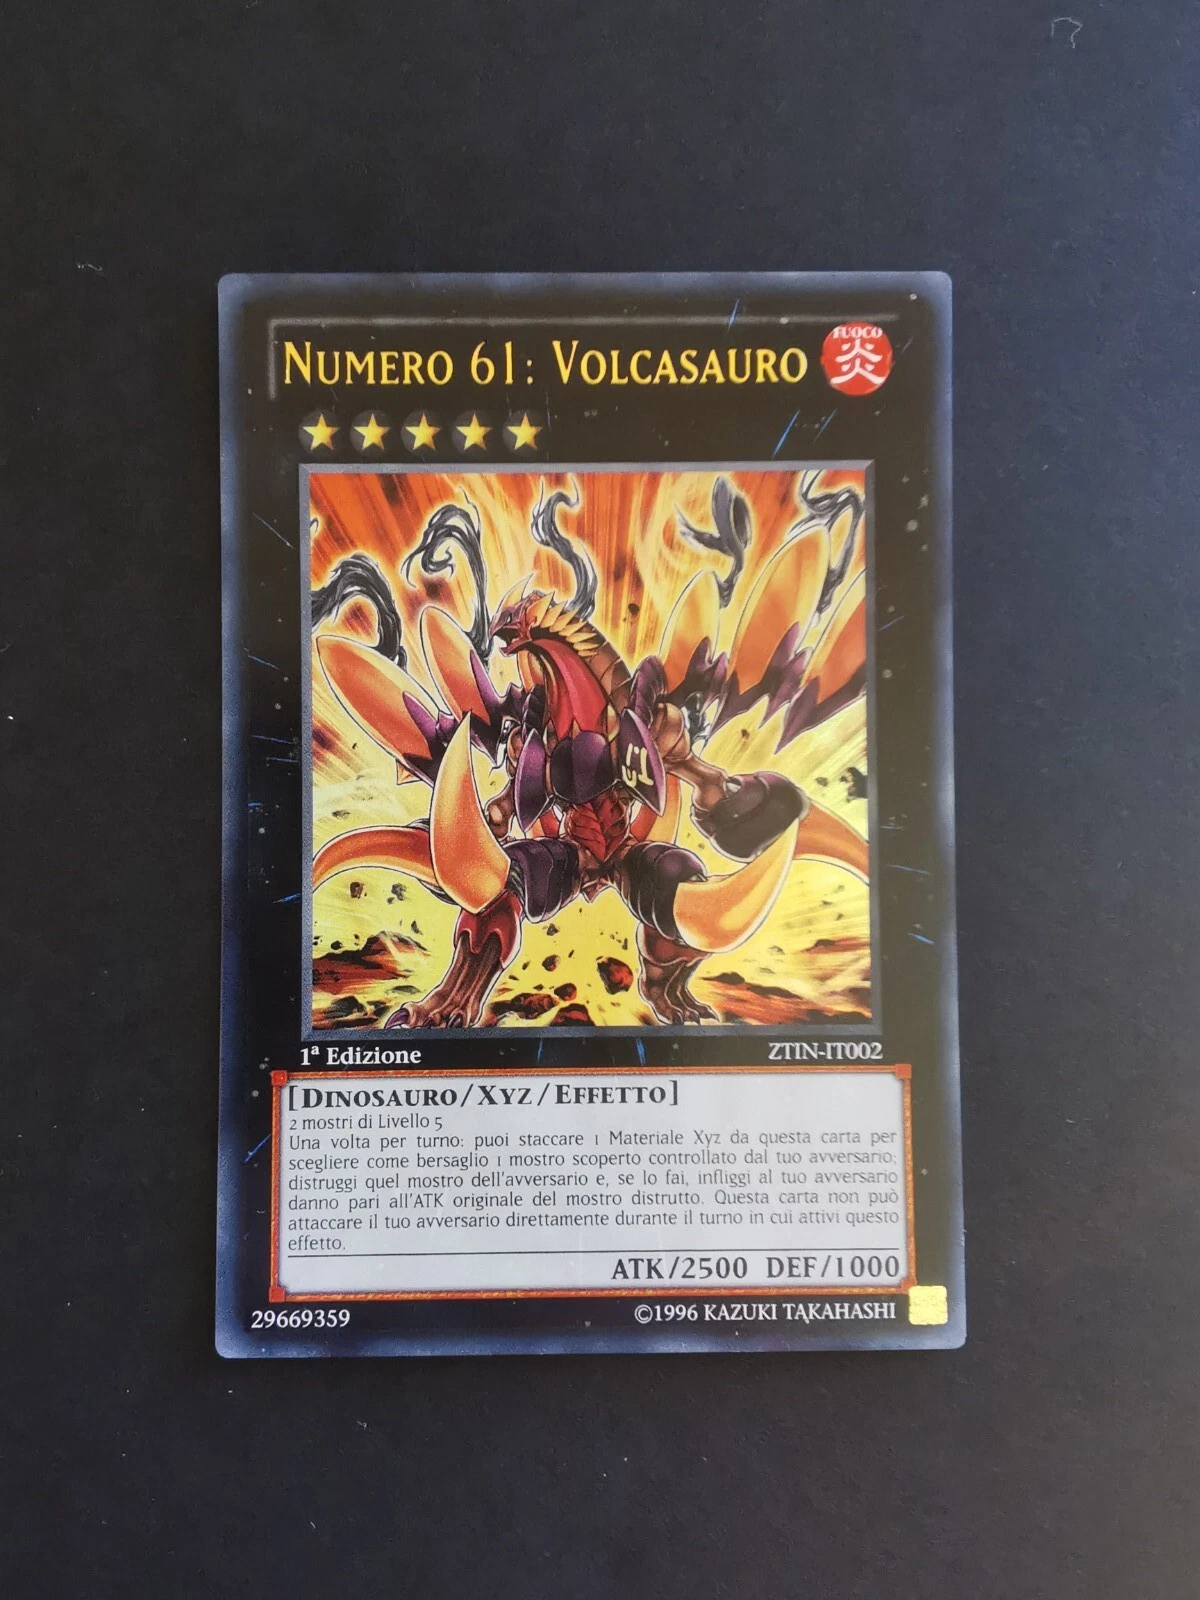 NUMERO 61: VOLCASAURO
FUOCO
炎
1ª Edizione
ZTIN-IT002
[DINOSAURO/XYZ/EFFETTO]
2 mostri di Livello 5
Una volta per turno: puoi staccare 1 Materiale Xyz da questa carta per
scegliere come bersaglio 1 mostro scoperto controllato dal tuo avversario;
distruggi quel mostro dell'avversario e, se lo fai, infliggi al tuo avversario
danno pari all'ATK originale del mostro distrutto. Questa carta non può
attaccare il tuo avversario direttamente durante il turno in cui attivi questo
effetto.
ATK/2500 DEF/1000
29669359
©1996 KAZUKI TAKAHASHI